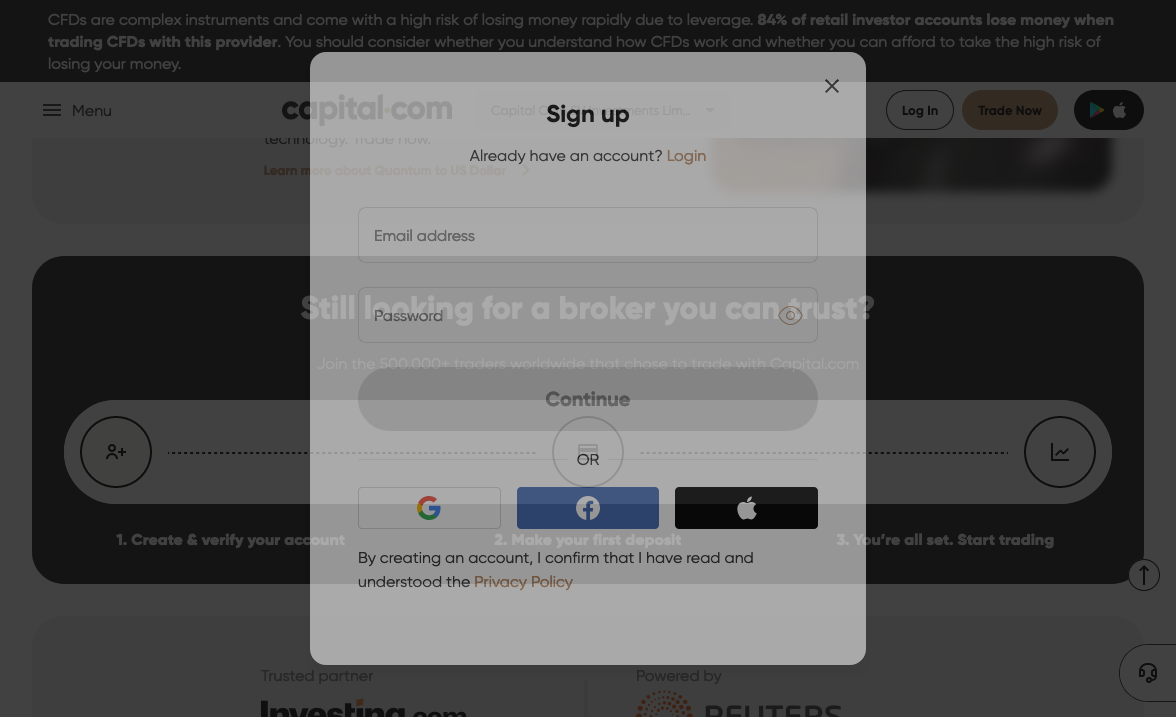 CFDs are complex instruments and come with a high risk of losing money rapidly due to leverage. 84% of retail investor accounts lose money when
trading CFDs with this provider. You should consider whether you understand how CFDs work and whether you can afford to take the high risk of
losing your money.
Menu
capital.com
Log In
Trade Now
technology. Trade now.
Learn more about Quantum to US Dollar
Sign up
Already have an account? Login
Email address
Still looking for a broker you can trust?
Password
Join the 500.000+ traders worldwide that chose to trade with Capital.com
Continue
OR
1. Create & verify your account
2. Make your first deposit
3. You're all set. Start trading
By creating an account, I confirm that I have read and
understood the Privacy Policy
Trusted partner
Powered by
Investing.com
REUTERS